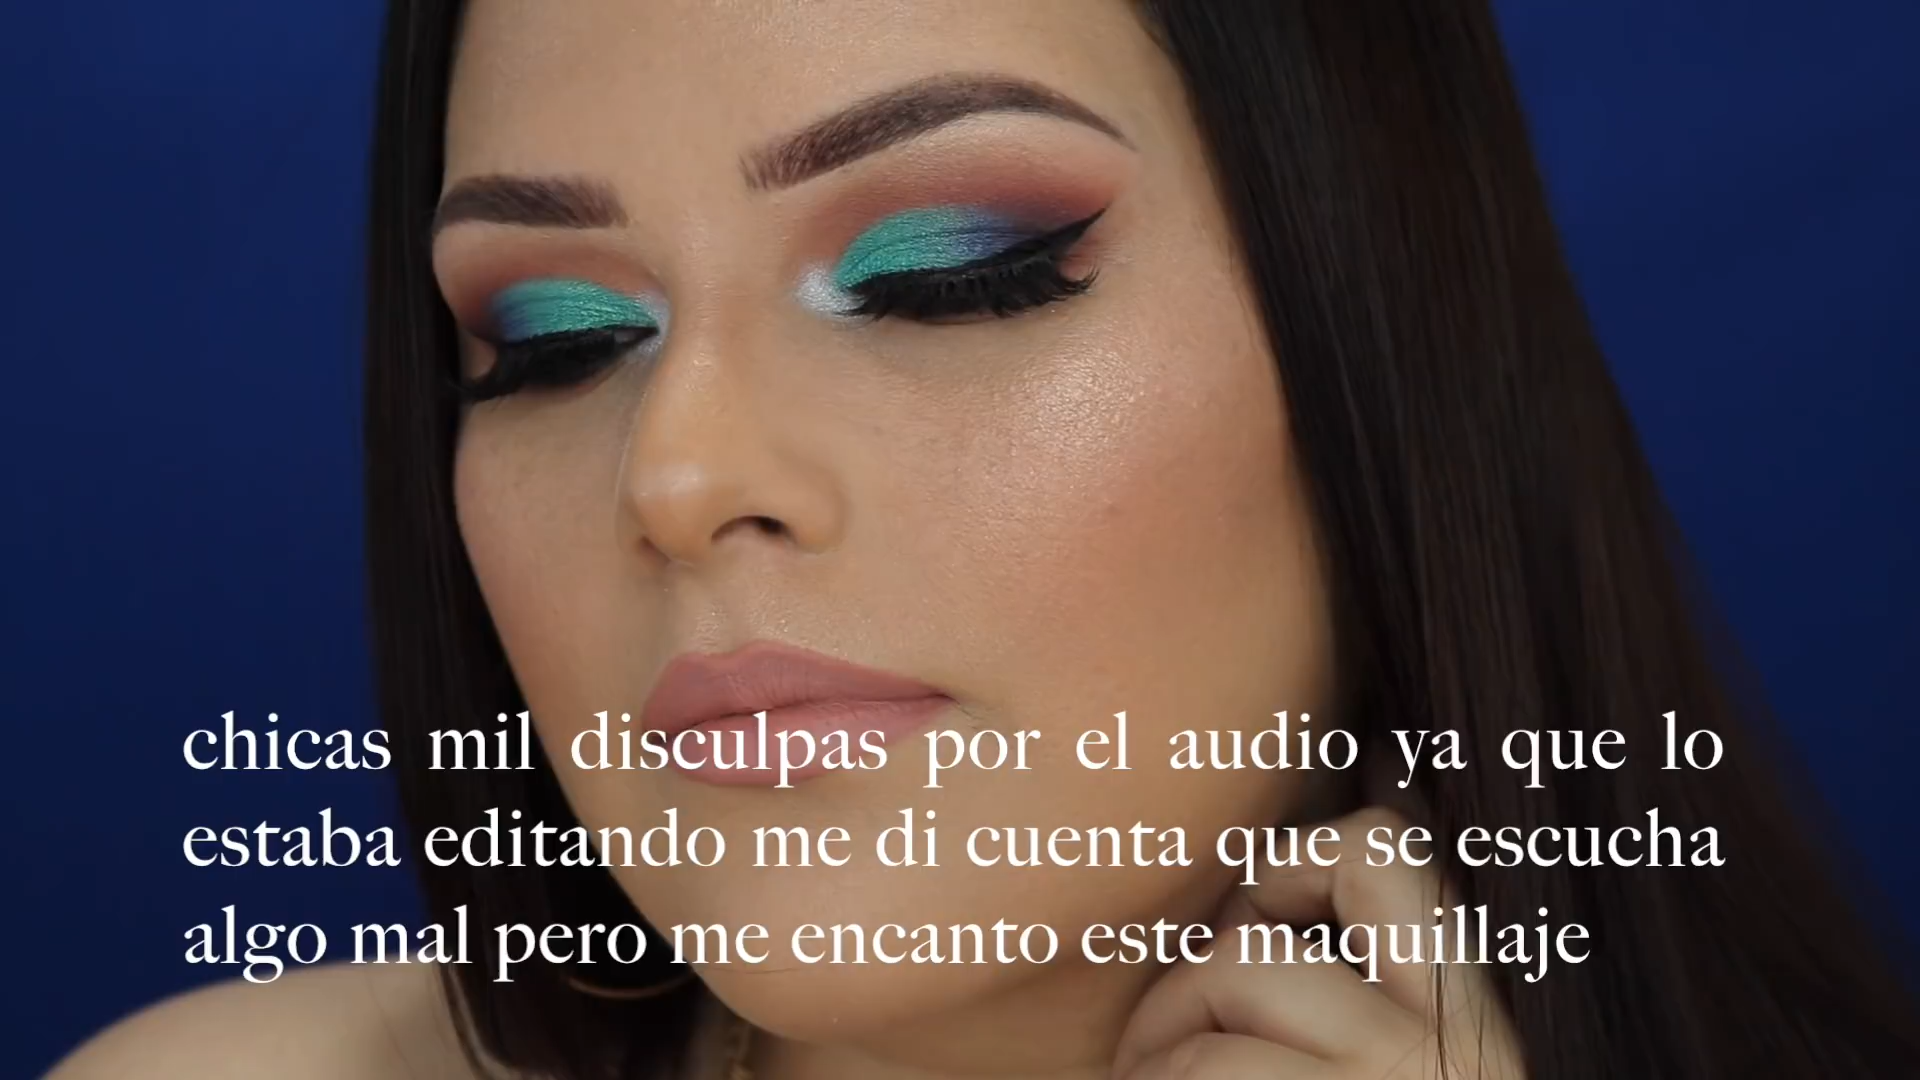 chicas mil disculpas por el audio ya que lo
estaba editando me di cuenta que se escucha
algo mal pero me encanto este maquillaje